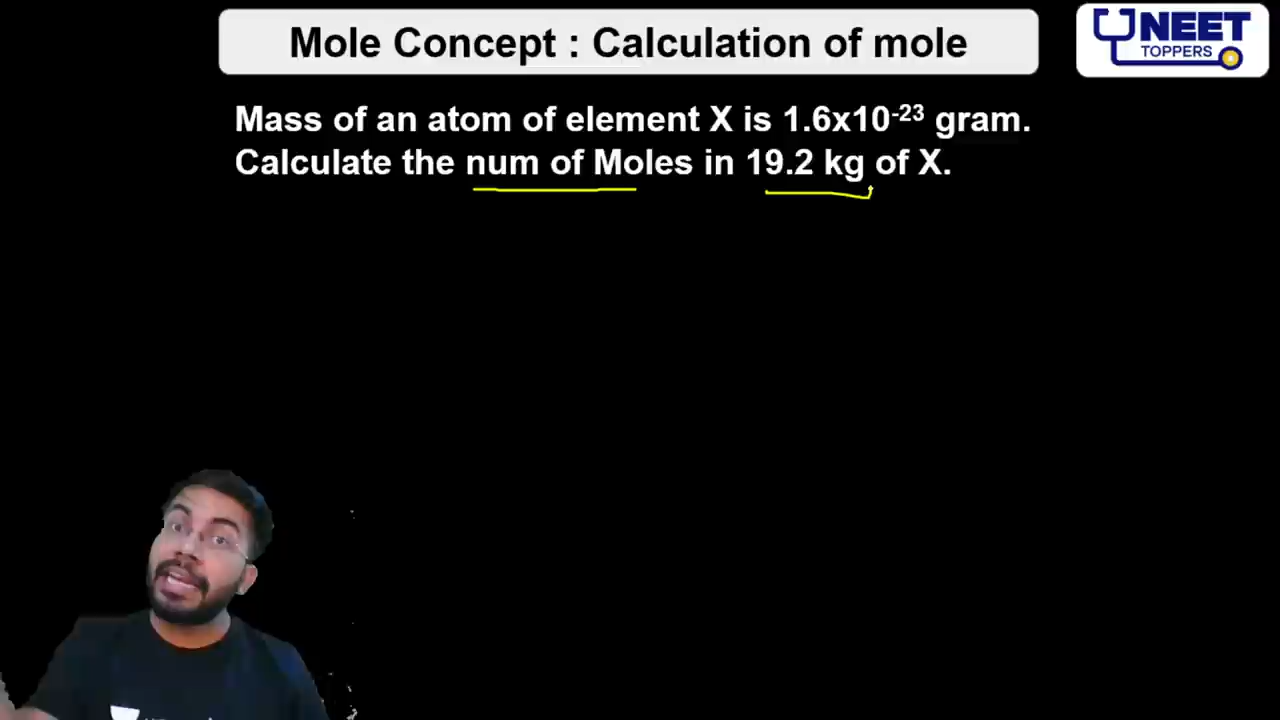 Mole Concept : Calculation of mole
NEET
TOPPERS
Mass of an atom of element X is 1.6x10⁻²³ gram.
Calculate the num of Moles in 19.2 kg of X.